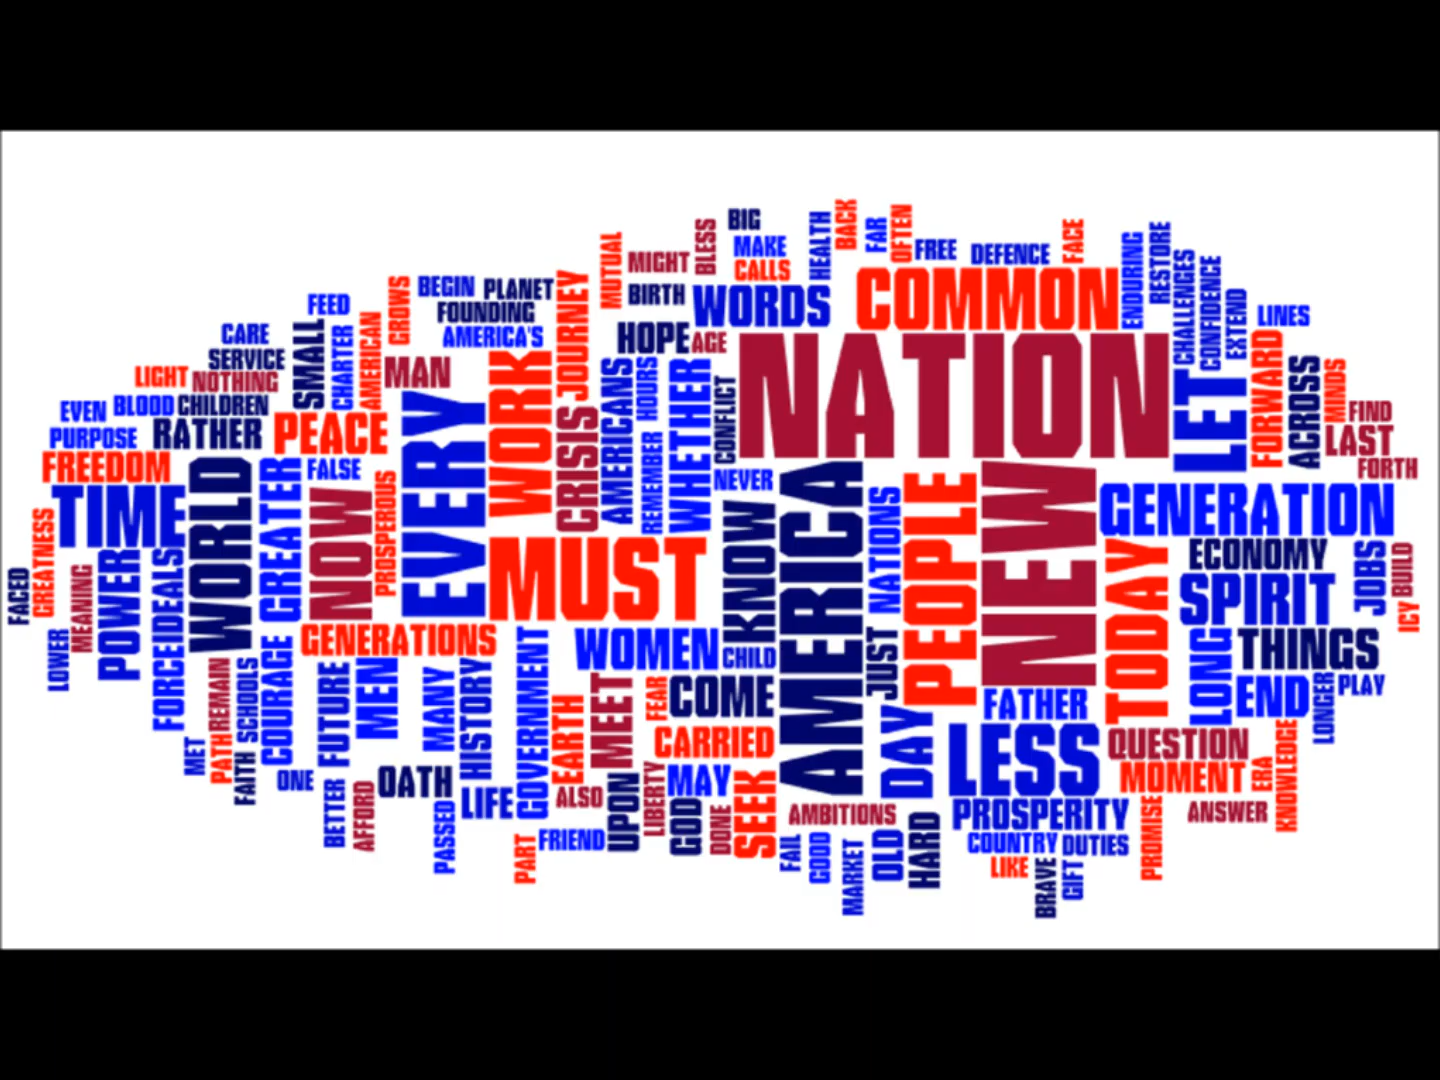 BIG
BACK
MAKE
HEALTH
FAR
OFTEN
FREE
DEFENCE
FACE
BLESS
MUTUAL
MIGHT
CALLS
ENDURING
RESTORE
CHALLENGES
CONFIDENCE
EXTEND
LINES
BEGIN
PLANET
JOURNEY
BIRTH
WORDS
COMMON
FEED
CROWS
FOUNDING
AMERICA'S
HOPE
AGE
NATION
CARE
SMALL
CHARTER
AMERICAN
SERVICE
MAN
WORK
AMERICANS
HOURS
WHETHER
CONFLICT
LET
FORWARD
ACROSS
MINDS
LIGHT
NOTHING
EVEN
BLOOD
CHILDREN
PEACE
EVERY
CRISIS
REMEMBER
FIND
LAST
FORTH
PURPOSE
RATHER
FREEDOM
FALSE
NEVER
TIME
WORLD
GREATER
NOW
PROSPEROUS
KNOW
AMERICA
NATIONS
PEOPLE
NEW
GENERATION
GREATNESS
MUST
TODAY
ECONOMY
JOBS
BUILD
FACED
MEANING
POWER
FORCE
IDEALS
SPIRIT
ICY
LOWER
GENERATIONS
WOMEN
CHILD
JUST
LONG
THINGS
PATH
REMAIN
SCHOOLS
COURAGE
FUTURE
MEN
MANY
HISTORY
GOVERNMENT
EARTH
MEET
FEAR
COME
FATHER
END
LONGER
PLAY
MET
FAITH
CARRIED
DAY
LESS
QUESTION
ONE
BETTER
AFFORD
OATH
LIFE
ALSO
UPON
LIBERTY
MAY
SEEK
MOMENT
ERA
KNOWLEDGE
PASSED
PART
FRIEND
GOD
DONE
AMBITIONS
PROSPERITY
PROMISE
ANSWER
FAIL
GOOD
MARKET
OLD
HARD
COUNTRY
DUTIES
LIKE
BRAVE
GIFT